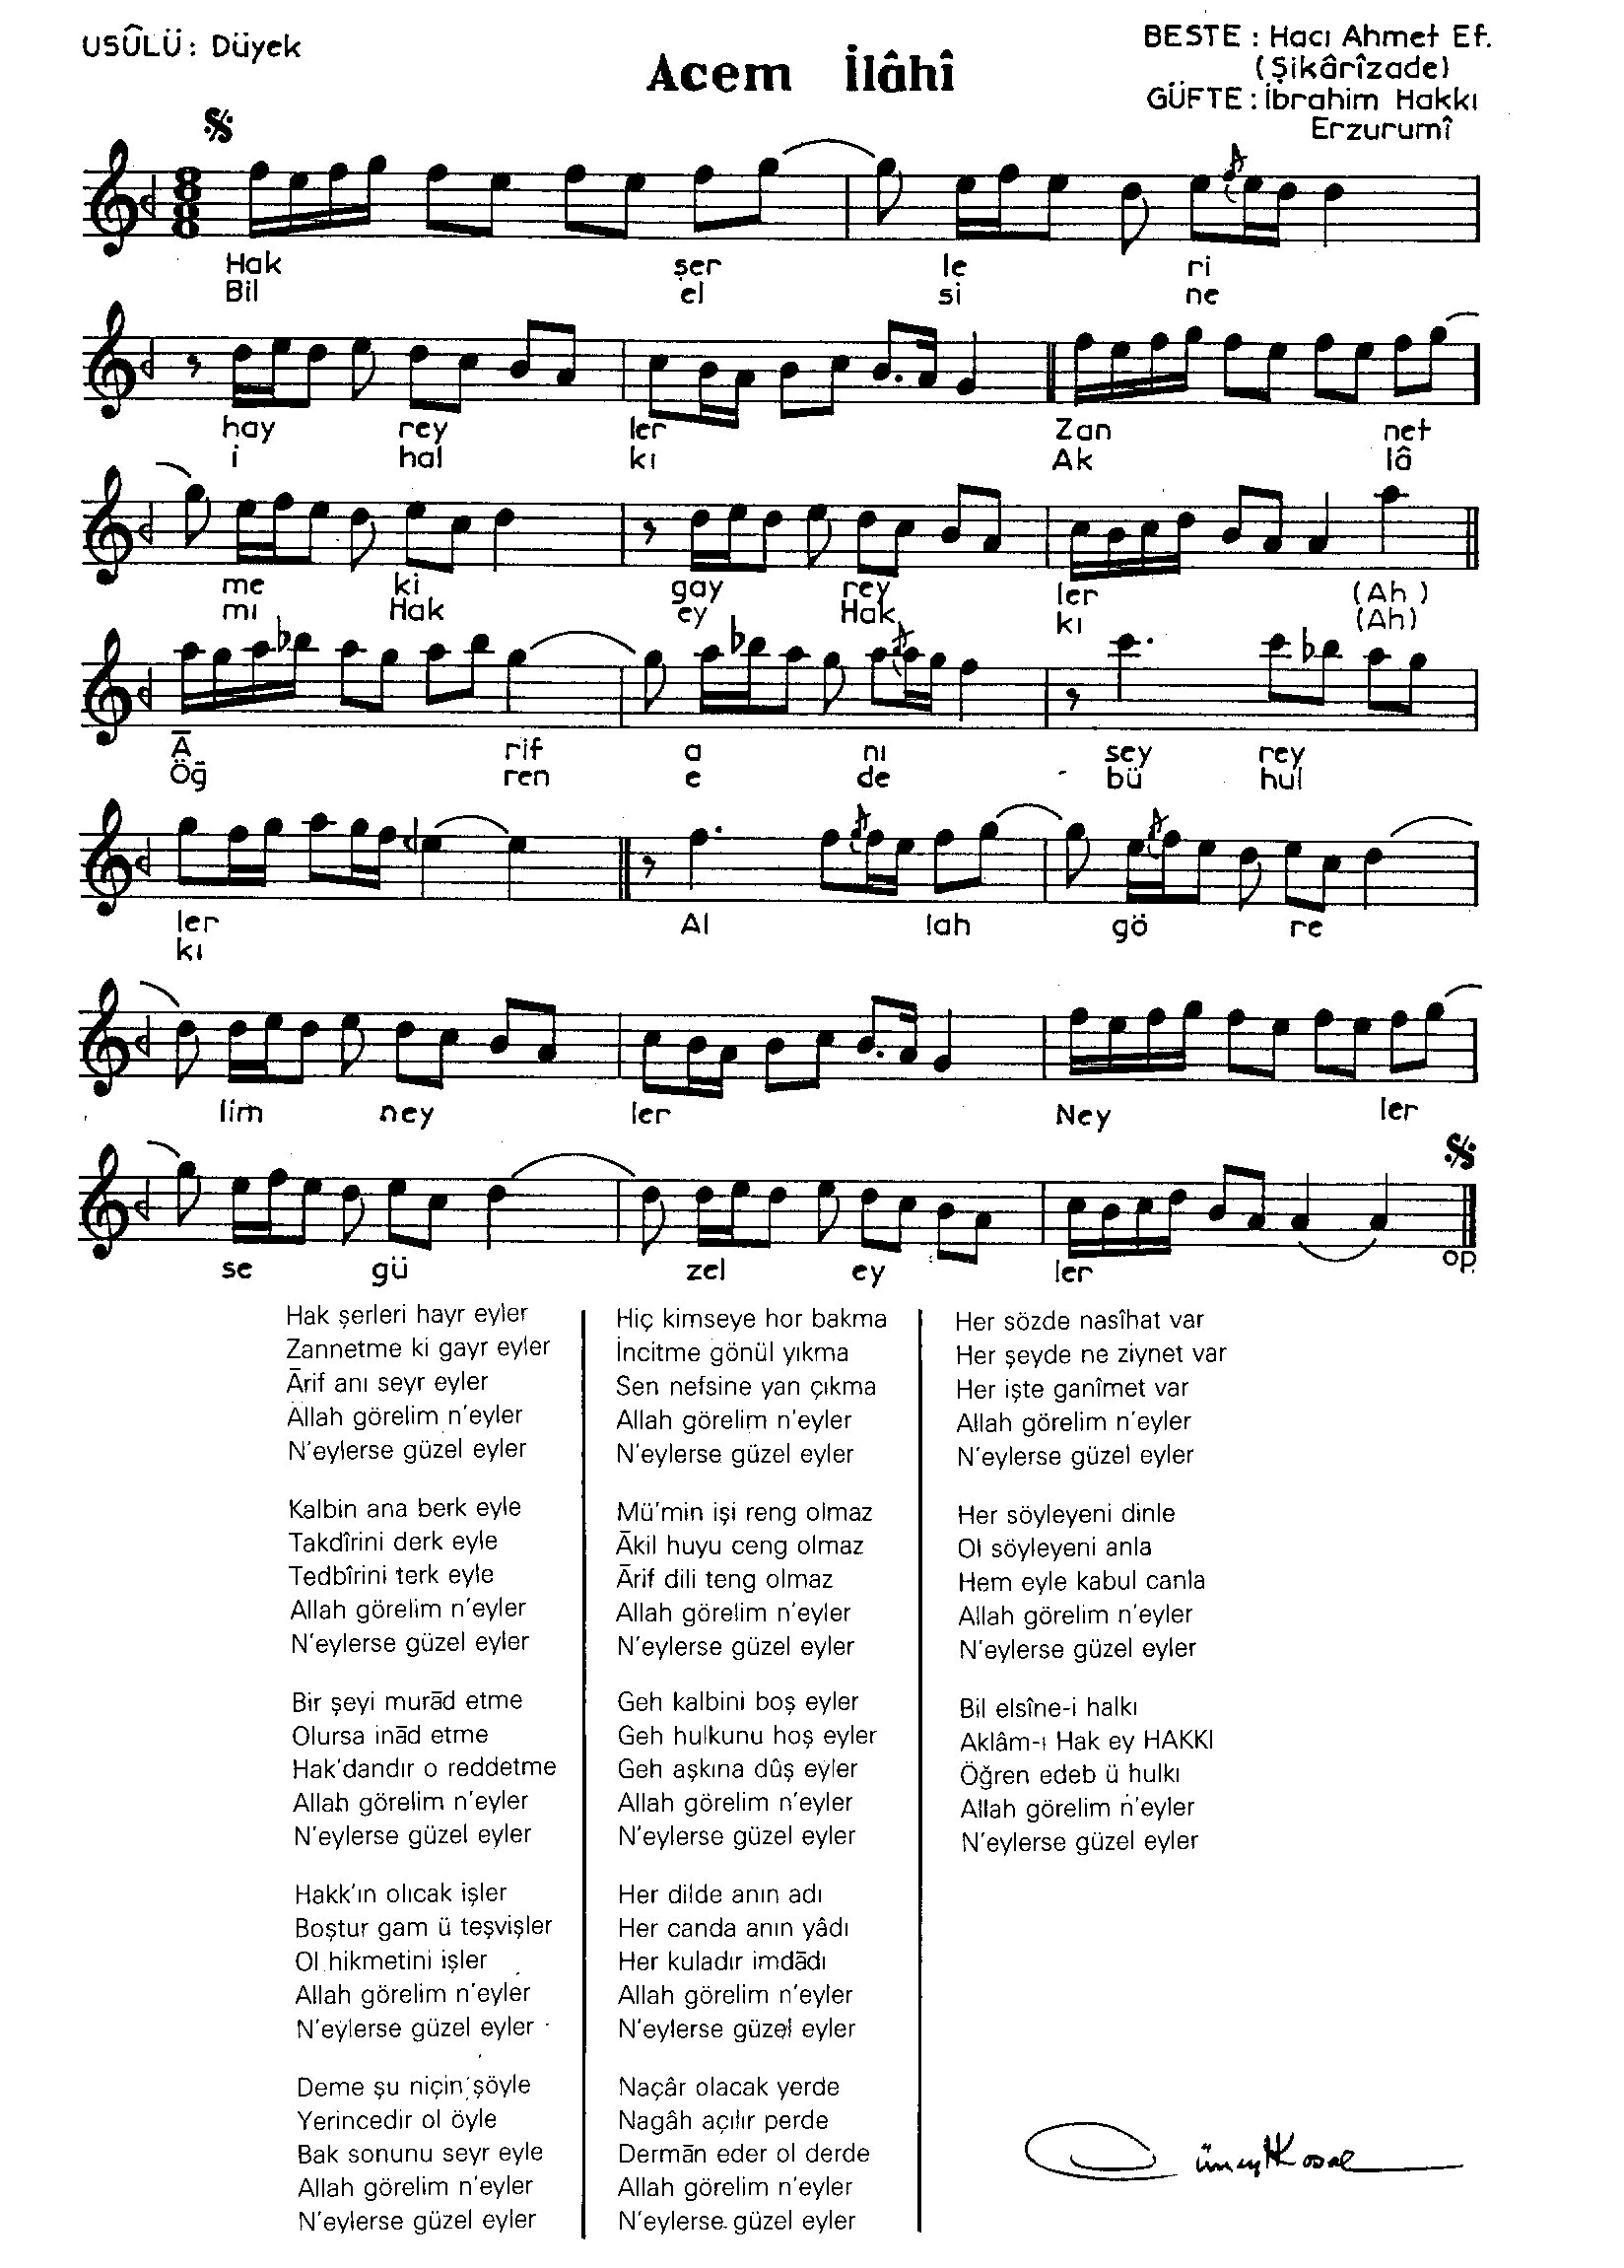 USÛLÜ : Düyek
Acem İlâhî
BESTE : Hacı Ahmet Ef.
(Şikârîzade)
GÜFTE : İbrahim Hakkı
Erzurumî
8
8
Hak şer le ri
Bil el si ne
hay rey ler Zan net
i hal kı Ak lâ
me ki gay rey ler (Ah)
mı Hak ey Hak kı (Ah)
Ā rif a nı sey rey
Öğ ren e de bü hul
ler Al lah gö re
kı
lim ney ler Ney ler
se gü zel ey ler
op
Hak şerleri hayr eyler
Zannetme ki gayr eyler
Ārif anı seyr eyler
Allah görelim n'eyler
N'eylerse güzel eyler
Kalbin ana berk eyle
Takdîrini derk eyle
Tedbîrini terk eyle
Allah görelim n'eyler
N'eylerse güzel eyler
Bir şeyi murād etme
Olursa inād etme
Hak'dandır o reddetme
Allah görelim n'eyler
N'eylerse güzel eyler
Hakk'ın olıcak işler
Boştur gam ü teşvişler
Ol hikmetini işler
Allah görelim n'eyler
N'eylerse güzel eyler
Deme şu niçin şöyle
Yerincedir ol öyle
Bak sonunu seyr eyle
Allah görelim n'eyler
N'eylerse güzel eyler
Hiç kimseye hor bakma
İncitme gönül yıkma
Sen nefsine yan çıkma
Allah görelim n'eyler
N'eylerse güzel eyler
Mü'min işi reng olmaz
Ākil huyu ceng olmaz
Ārif dili teng olmaz
Allah görelim n'eyler
N'eylerse güzel eyler
Geh kalbini boş eyler
Geh hulkunu hoş eyler
Geh aşkına dûş eyler
Allah görelim n'eyler
N'eylerse güzel eyler
Her dilde anın adı
Her canda anın yâdı
Her kuladır imdādı
Allah görelim n'eyler
N'eylerse güzel eyler
Naçâr olacak yerde
Nagâh açılır perde
Dermān eder ol derde
Allah görelim n'eyler
N'eylerse güzel eyler
Her sözde nasîhat var
Her şeyde ne ziynet var
Her işte ganîmet var
Allah görelim n'eyler
N'eylerse güzel eyler
Her söyleyeni dinle
Ol söyleyeni anla
Hem eyle kabul canla
Allah görelim n'eyler
N'eylerse güzel eyler
Bil elsîne-i halkı
Aklâm-ı Hak ey HAKKI
Öğren edeb ü hulkı
Allah görelim n'eyler
N'eylerse güzel eyler